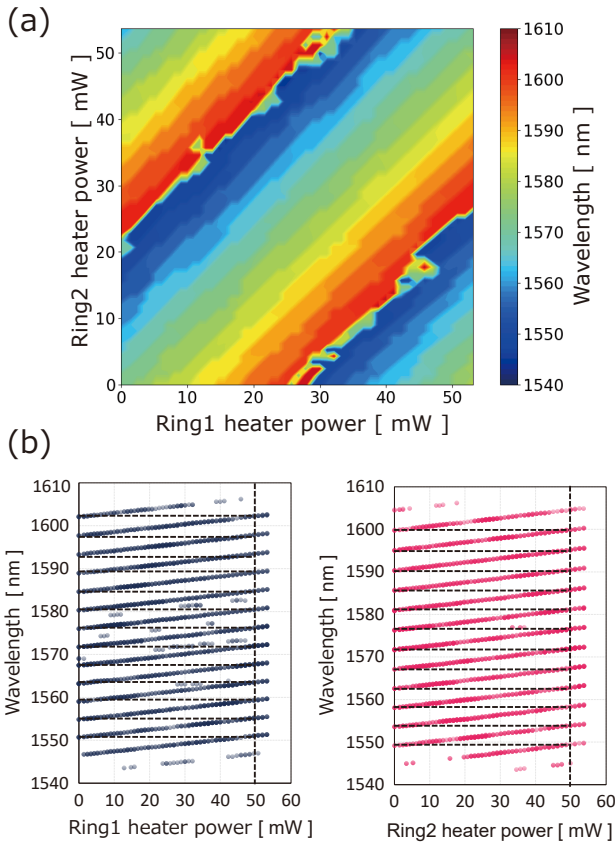 (a)
Ring2 heater power [ mW ]
50
40
30
20
10
0
0 10 20 30 40 50
Ring1 heater power [ mW ]
1610
1600
1590
1580
1570
1560
1550
1540
Wavelength [ nm ]
(b)
Wavelength [ nm ]
1610
1600
1590
1580
1570
1560
1550
1540
0 10 20 30 40 50 60
Ring1 heater power [ mW ]
Wavelength [ nm ]
1610
1600
1590
1580
1570
1560
1550
1540
0 10 20 30 40 50 60
Ring2 heater power [ mW ]